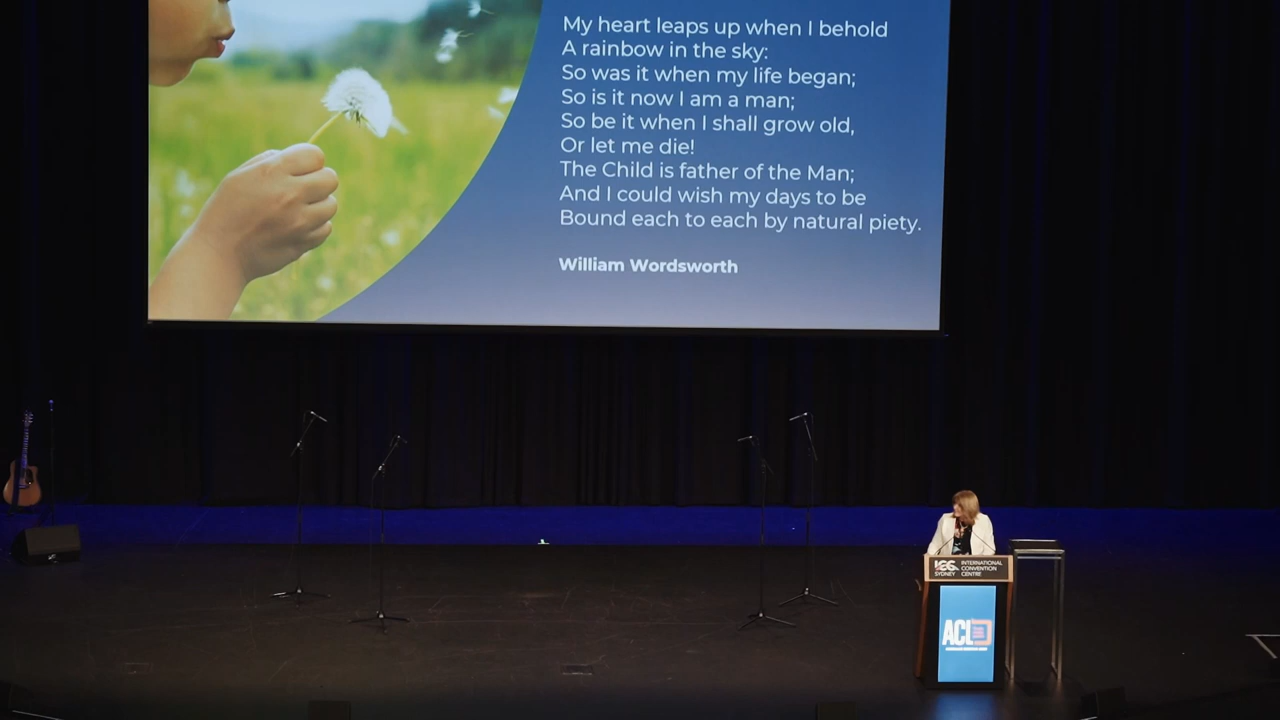 My heart leaps up when I behold
A rainbow in the sky:
So was it when my life began;
So is it now I am a man;
So be it when I shall grow old,
Or let me die!
The Child is father of the Man;
And I could wish my days to be
Bound each to each by natural piety.
William Wordsworth
ICC SYDNEY
INTERNATIONAL
CONVENTION
CENTRE
ACL